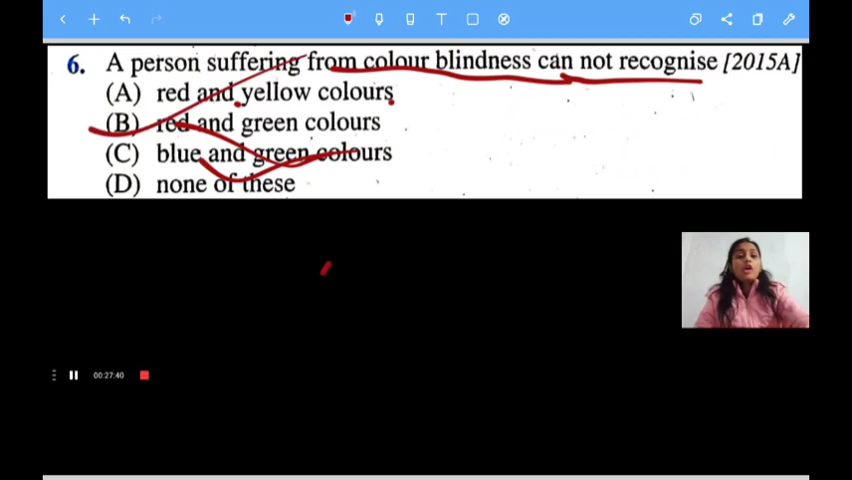 T
6. A person suffering from colour blindness can not recognise [2015A]
(A) red and yellow colours
(B) red and green colours
(C) blue and green colours
(D) none of these
00:27:40